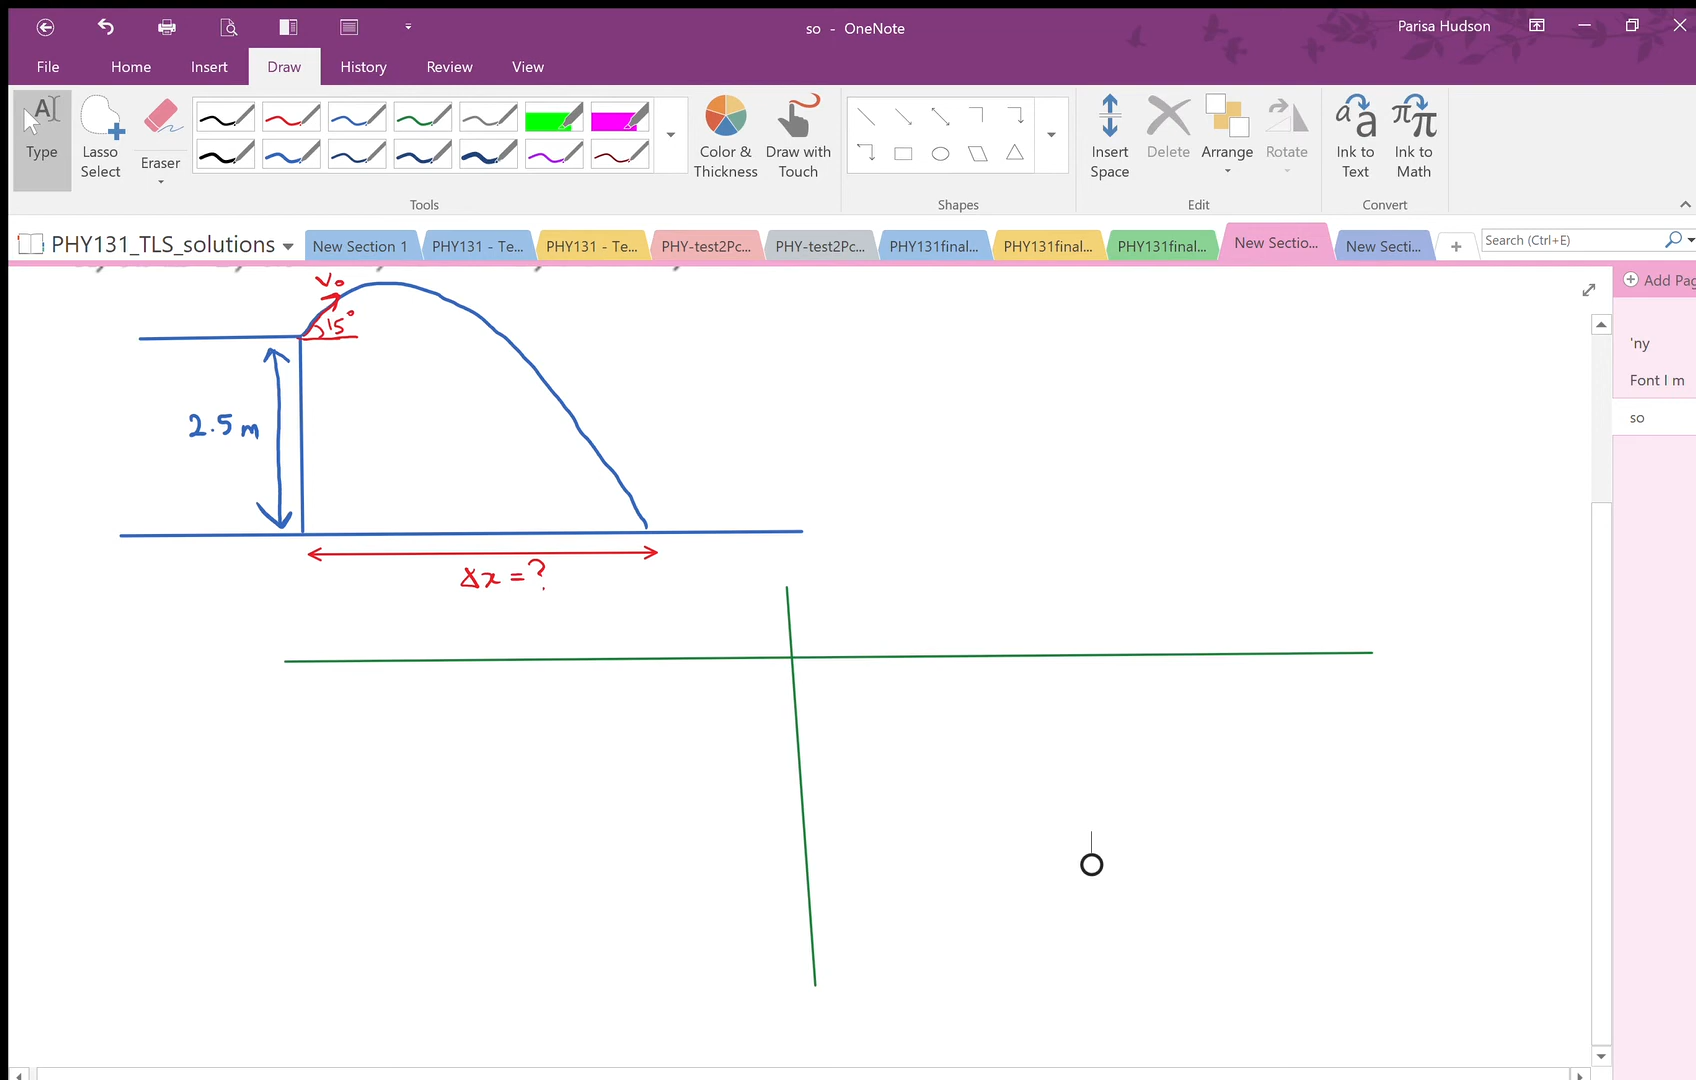 so - OneNote
Parisa Hudson
File Home Insert Draw History Review View
Type
Lasso Select
Eraser
Color & Thickness
Draw with Touch
Insert Space
Delete
Arrange
Rotate
Ink to Text
Ink to Math
Tools
Shapes
Edit
Convert
PHY131_TLS_solutions
New Section 1
PHY131 - Te...
PHY131 - Te...
PHY-test2Pc...
PHY-test2Pc...
PHY131final...
PHY131final...
PHY131final...
New Sectio...
New Secti...
Search (Ctrl+E)
Add Pag
'ny
Font I m
so
v₀
15°
2.5 m
Δx = ?